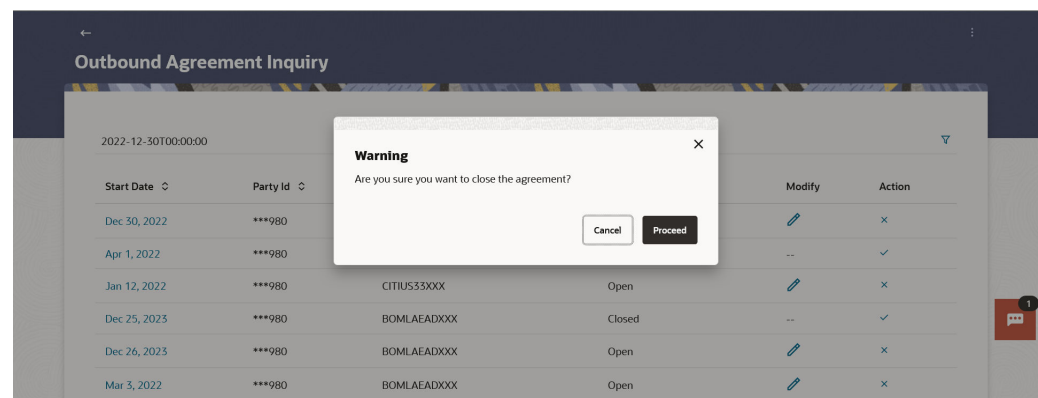 Outbound Agreement Inquiry
2022-12-30T00:00:00
Warning
Are you sure you want to close the agreement?
Cancel Proceed
Start Date Party Id Modify Action
Dec 30, 2022 ***980
Apr 1, 2022 ***980 --
Jan 12, 2022 ***980 CITIUS33XXX Open
Dec 25, 2023 ***980 BOMLAEADXXX Closed --
Dec 26, 2023 ***980 BOMLAEADXXX Open
Mar 3, 2022 ***980 BOMLAEADXXX Open
1